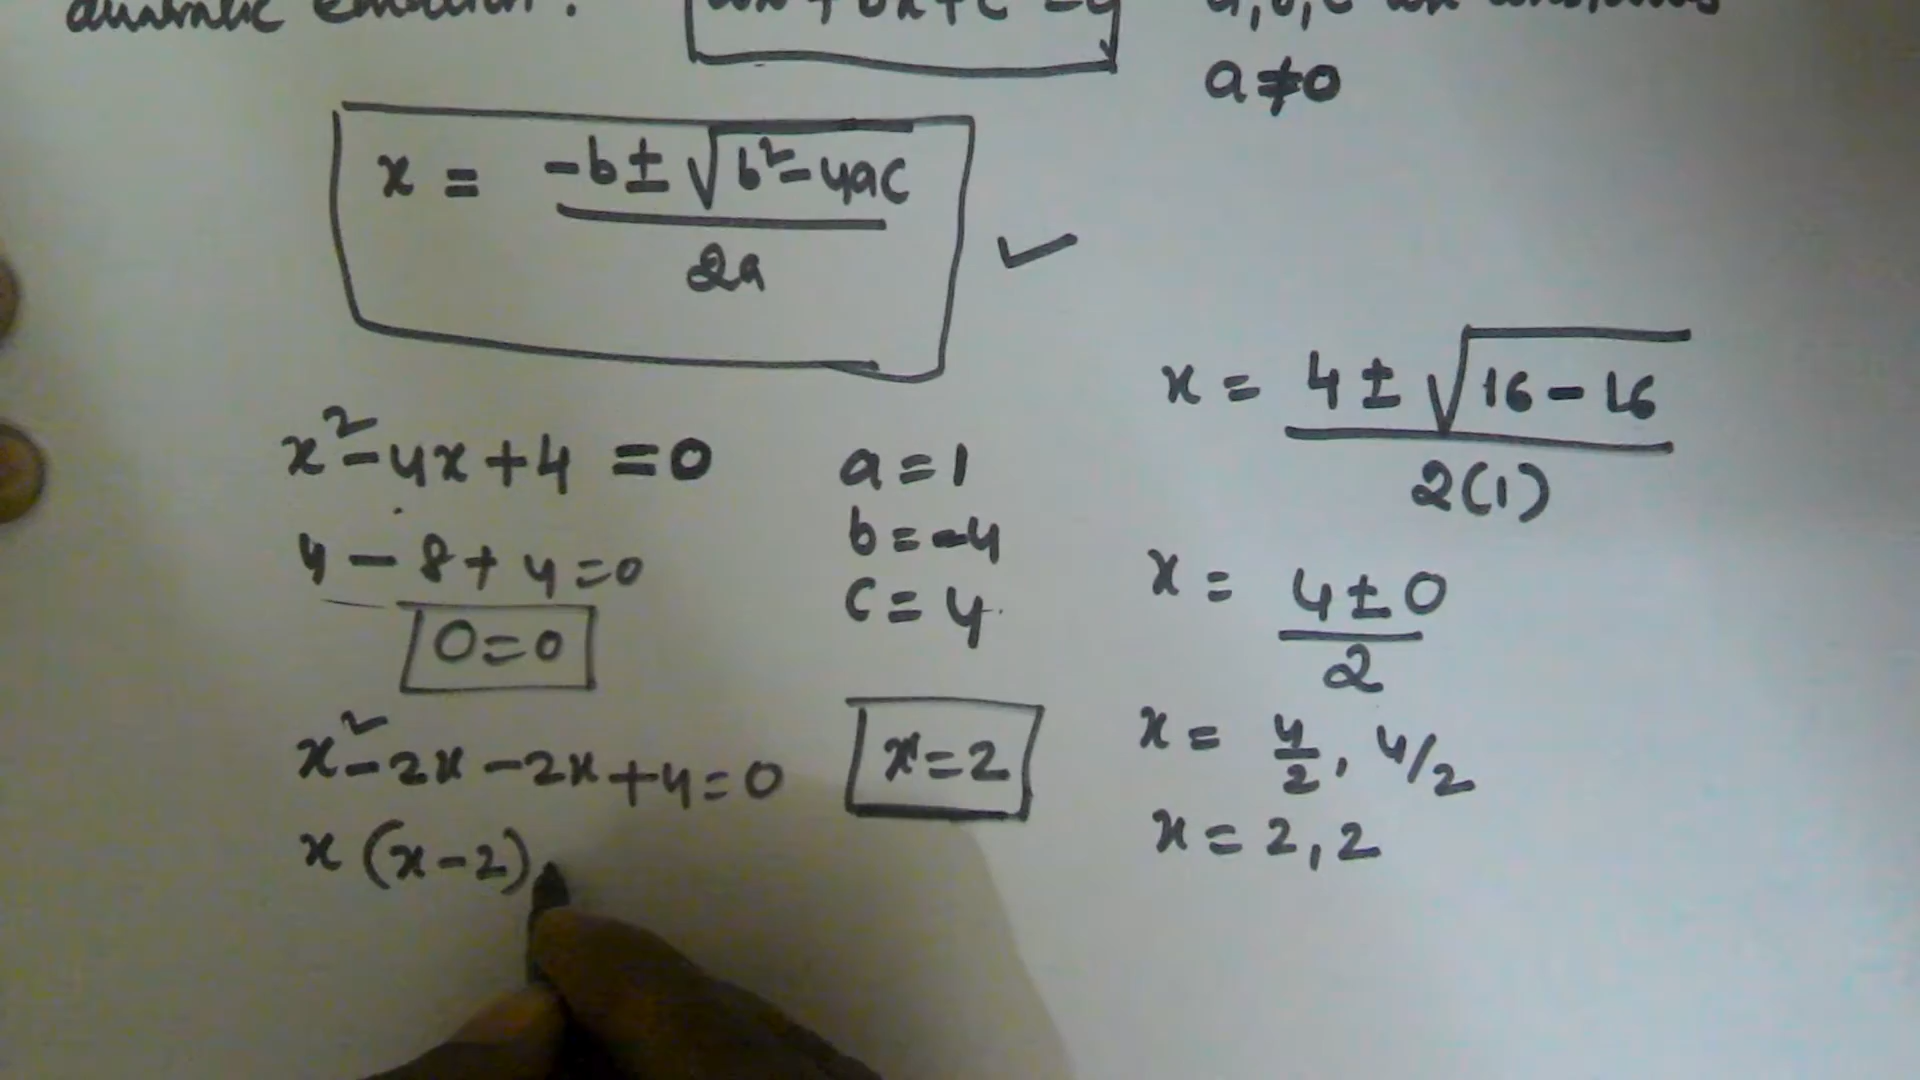 a, b, c
a≠0
x = (-b ± √(b²-4ac)) / 2a ✓
x²-4x+4 =0
4 - 8 + 4 =0
0=0
a = 1
b = -4
c = 4
x = (4 ± √(16 - 16)) / 2(1)
x = (4 ± 0) / 2
x = 4/2, 4/2
x = 2, 2
x = 2
x²-2x-2x+4=0
x (x-2)